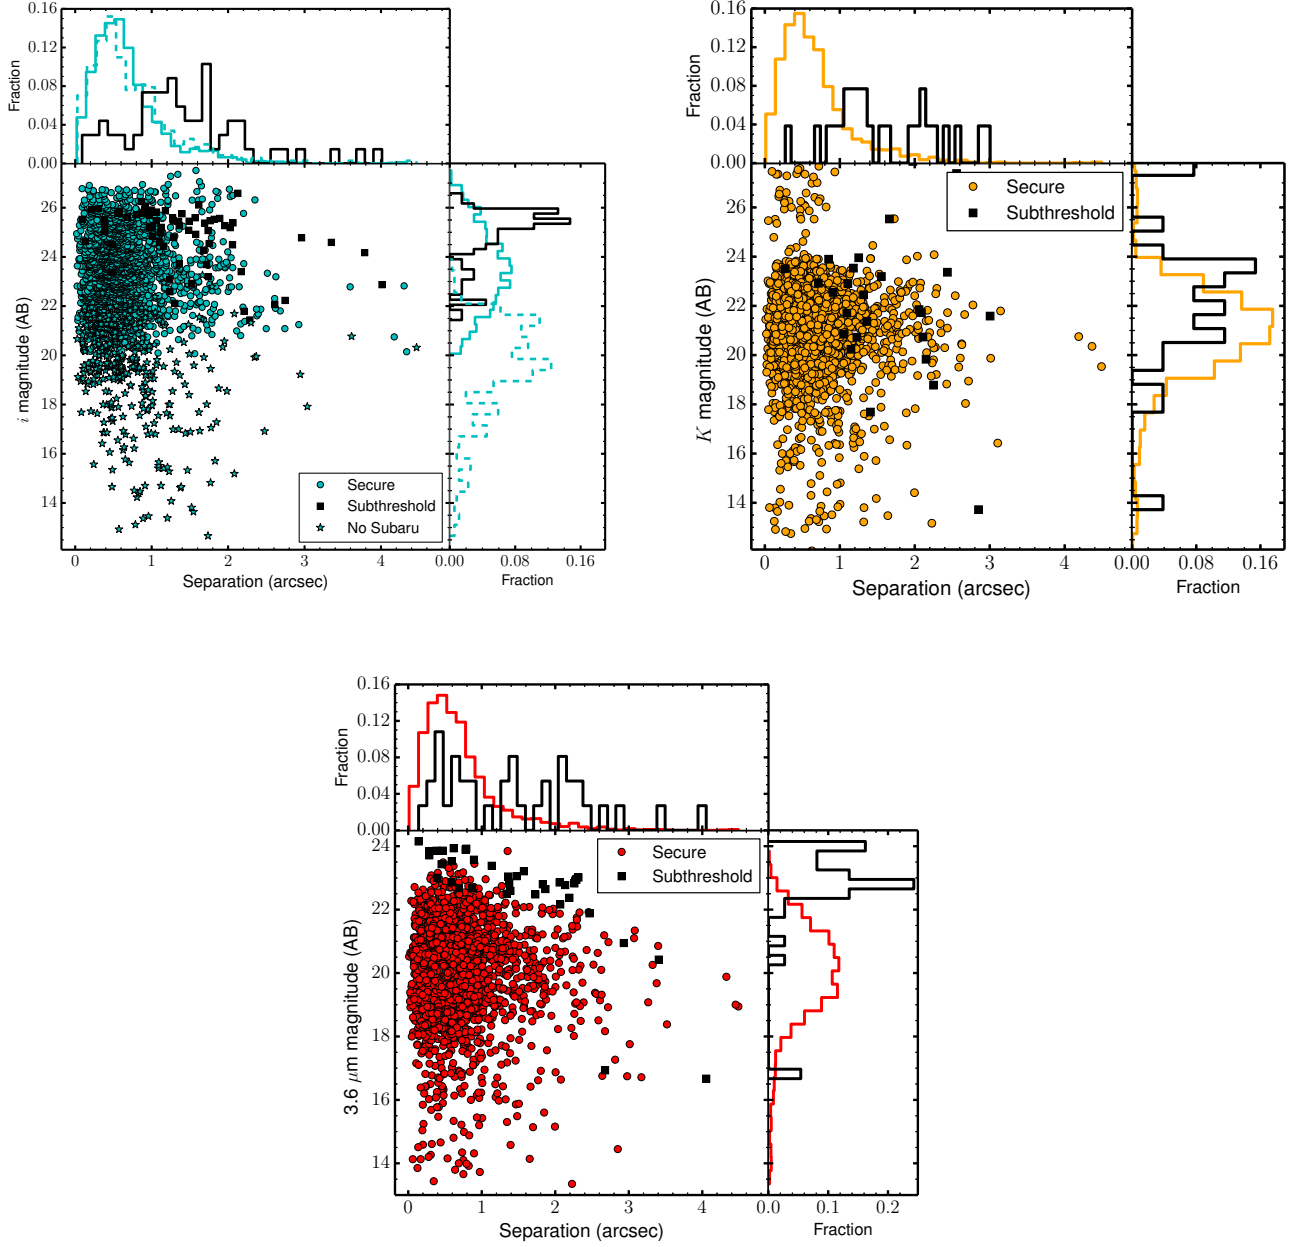 0.16
0.12
0.08
0.04
0.00
Fraction
26
24
22
20
18
16
14
i magnitude (AB)
Secure
Subthreshold
No Subaru
0 1 2 3 4
Separation (arcsec)
0.00 0.08 0.16
Fraction
0.16
0.12
0.08
0.04
0.00
Fraction
26
24
22
20
18
16
14
K magnitude (AB)
Secure
Subthreshold
0 1 2 3 4
Separation (arcsec)
0.00 0.08 0.16
Fraction
0.16
0.12
0.08
0.04
0.00
Fraction
24
22
20
18
16
14
3.6 μm magnitude (AB)
Secure
Subthreshold
0 1 2 3 4
Separation (arcsec)
0.0 0.1 0.2
Fraction